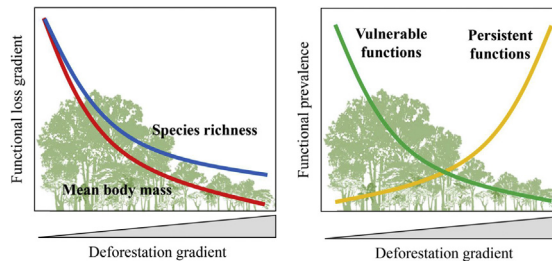 Functional loss gradient
Species richness
Mean body mass
Deforestation gradient
Functional prevalence
Vulnerable
functions
Persistent
functions
Deforestation gradient